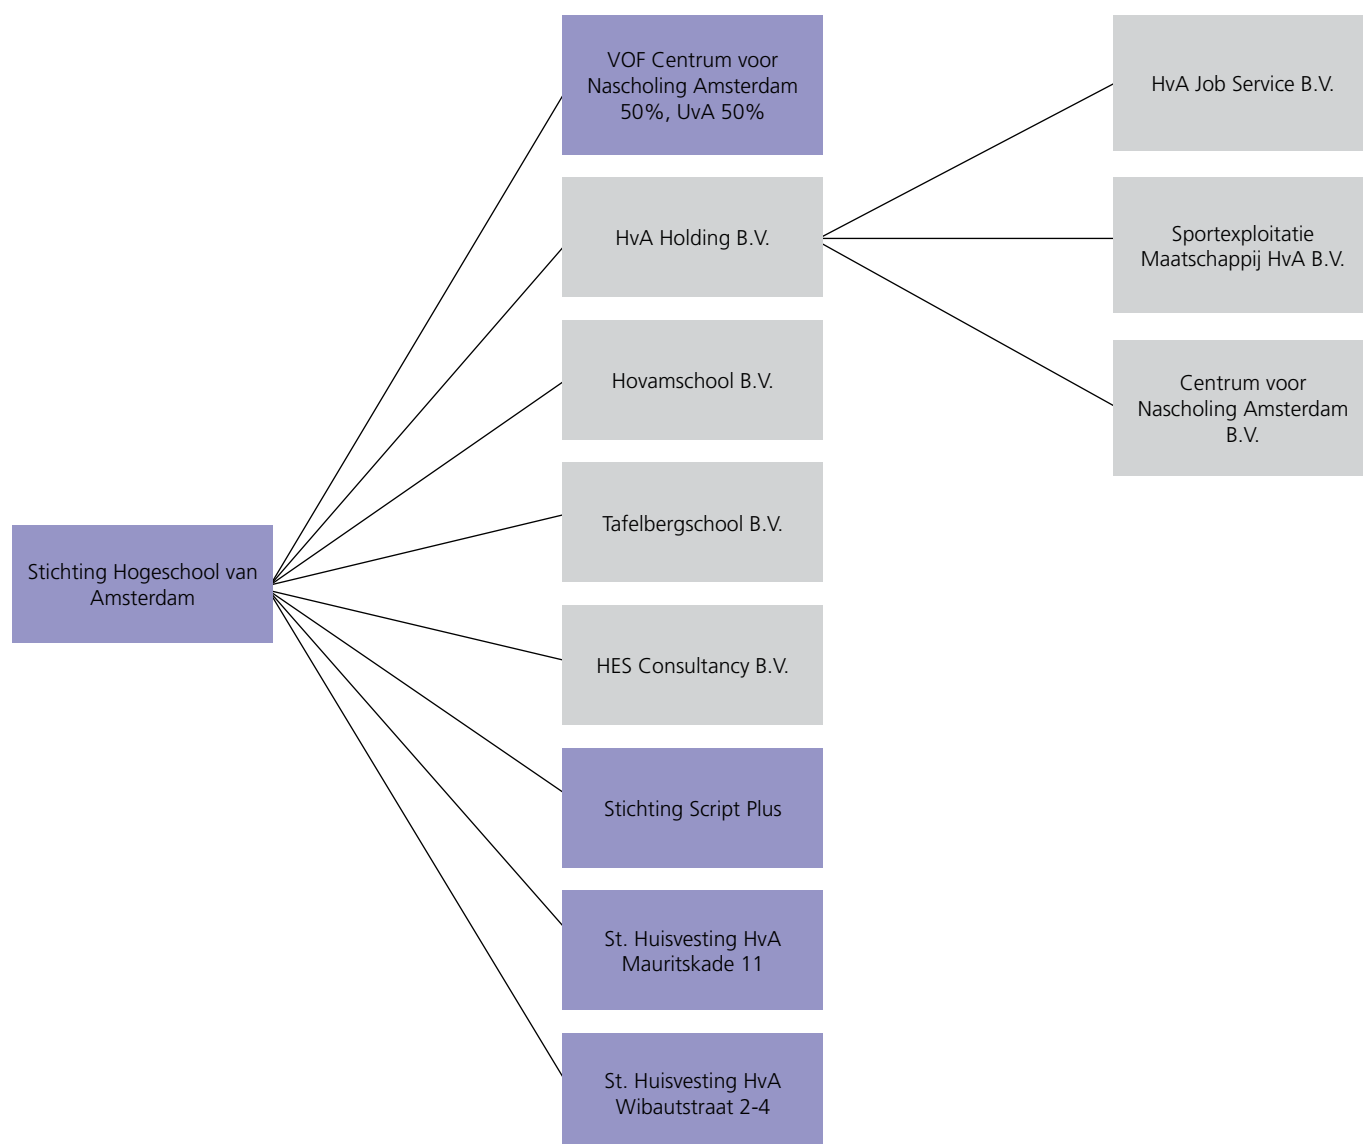 Stichting Hogeschool van
Amsterdam
VOF Centrum voor
Nascholing Amsterdam
50%, UvA 50%
HvA Holding B.V.
Hovamschool B.V.
Tafelbergschool B.V.
HES Consultancy B.V.
Stichting Script Plus
St. Huisvesting HvA
Mauritskade 11
St. Huisvesting HvA
Wibautstraat 2-4
HvA Job Service B.V.
Sportexploitatie
Maatschappij HvA B.V.
Centrum voor
Nascholing Amsterdam
B.V.